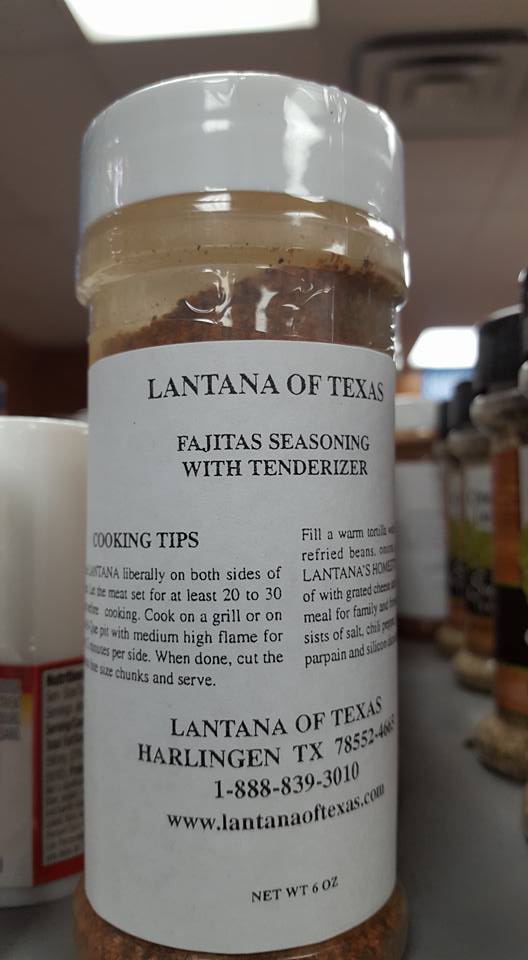 LANTANA OF TEXAS
FAJITAS SEASONING
WITH TENDERIZER
COOKING TIPS
LANTANA liberally on both sides of
the meat set for at least 20 to 30
cooking. Cook on a grill or on
pit with medium high flame for
minutes per side. When done, cut the
size chunks and serve.
Fill a warm tortilla
refried beans,
LANTANA'S
of with grated cheese
meal for family and
sists of salt, chili
parpain and silicon
LANTANA OF TEXAS
HARLINGEN TX 78552-
1-888-839-3010
www.lantanaoftexas.com
NET WT 6 OZ